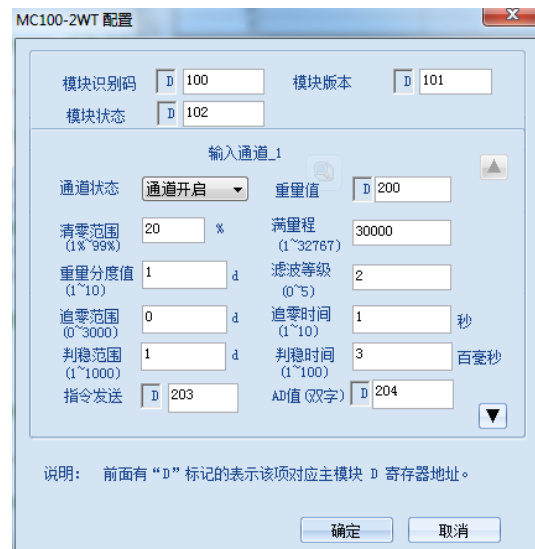 MC100-2WT 配置
模块识别码 D 100 模块版本 D 101
模块状态 D 102
输入通道_1
通道状态 通道开启 重量值 D 200
清零范围 20 % 满量程 30000
(1%~99%) (1~32767)
重量分度值 1 d 滤波等级 2
(1~10) (0~5)
追零范围 0 d 追零时间 1 秒
(0~3000) (1~10)
判稳范围 1 d 判稳时间 3 百毫秒
(1~1000) (1~100)
指令发送 D 203 AD值(双字) D 204
说明: 前面有“D”标记的表示该项对应主模块 D 寄存器地址。
确定 取消